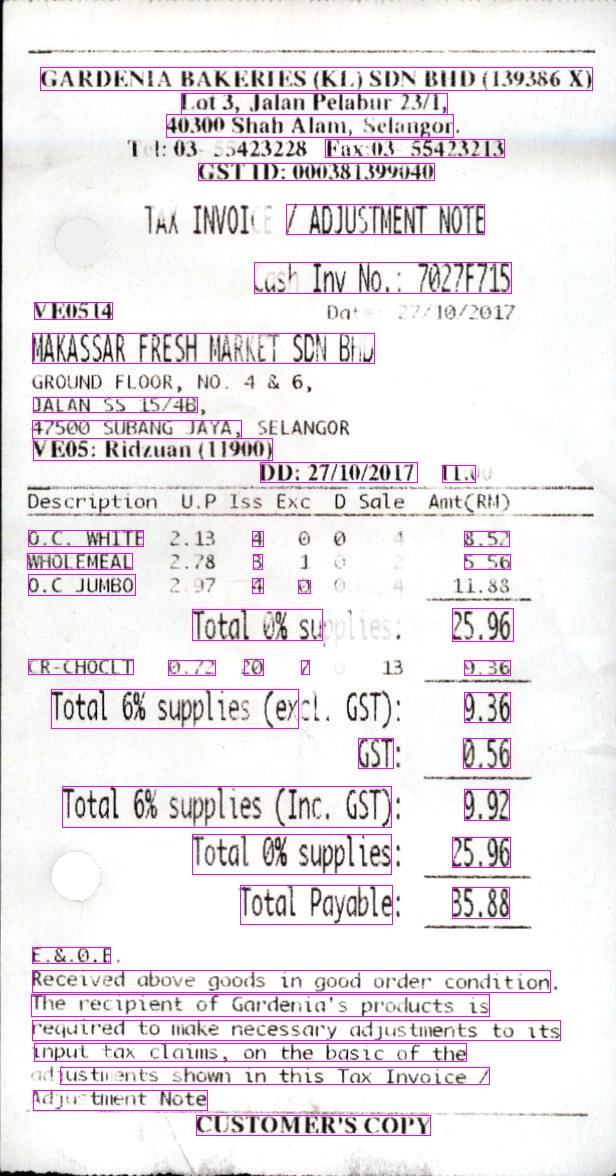 GARDENIA BAKERIES (KL) SDN BHD (139386 X)
Lot 3, Jalan Pelabur 23/1,
40300 Shah Alam, Selangor.
Tel: 03- 55423228 Fax:03- 55423213
GST ID: 000381399040
TAX INVOICE / ADJUSTMENT NOTE
Cash Inv No.: 7027F715
VE0514 Date: 27/10/2017
MAKASSAR FRESH MARKET SDN BHD
GROUND FLOOR, NO. 4 & 6,
JALAN SS 15/4B,
47500 SUBANG JAYA, SELANGOR
VE05: Ridzuan (11900)
DD: 27/10/2017 11:00
Description U.P Iss Exc D Sale Amt(RM)
O.C. WHITE 2.13 4 0 0 4 8.52
WHOLEMEAL 2.78 3 1 0 2 5.56
O.C JUMBO 2.97 4 0 0 4 11.88
Total 0% supplies: 25.96
CR-CHOCLT 0.72 20 7 0 13 9.36
Total 6% supplies (excl. GST): 9.36
GST: 0.56
Total 6% supplies (Inc. GST): 9.92
Total 0% supplies: 25.96
Total Payable: 35.88
E.&.O.E.
Received above goods in good order condition.
The recipient of Gardenia's products is
required to make necessary adjustments to its
input tax claims, on the basic of the
adjustments shown in this Tax Invoice /
Adjustment Note
CUSTOMER'S COPY